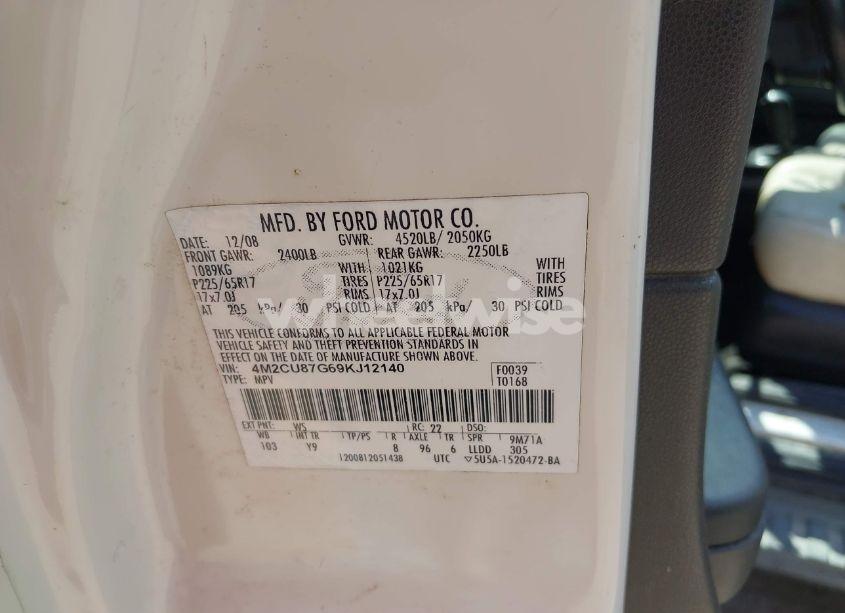 MFD. BY FORD MOTOR CO.
DATE: 12/08 GVWR: 4520LB/ 2050KG
FRONT GAWR: 2400LB REAR GAWR: 2250LB
1089KG WITH 1021KG WITH
P225/65R17 TIRES P225/65R17 TIRES
17x7.0J RIMS 17x7.0J RIMS
AT 205 kPa/ 30 PSI COLD AT 205 kPa/ 30 PSI COLD
wheelwise
THIS VEHICLE CONFORMS TO ALL APPLICABLE FEDERAL MOTOR
VEHICLE SAFETY AND THEFT PREVENTION STANDARDS IN
EFFECT ON THE DATE OF MANUFACTURE SHOWN ABOVE.
VIN: 4M2CU87G69KJ12140 F0039
TYPE: MPV T0168
EXT PNT: WS RC: 22 DSO:
WB INT TR TP/PS R AXLE TR SPR 9M71A
103 Y9 8 96 6 LLDD 305
1200812051438 UTC ▽5U5A-1520472-BA